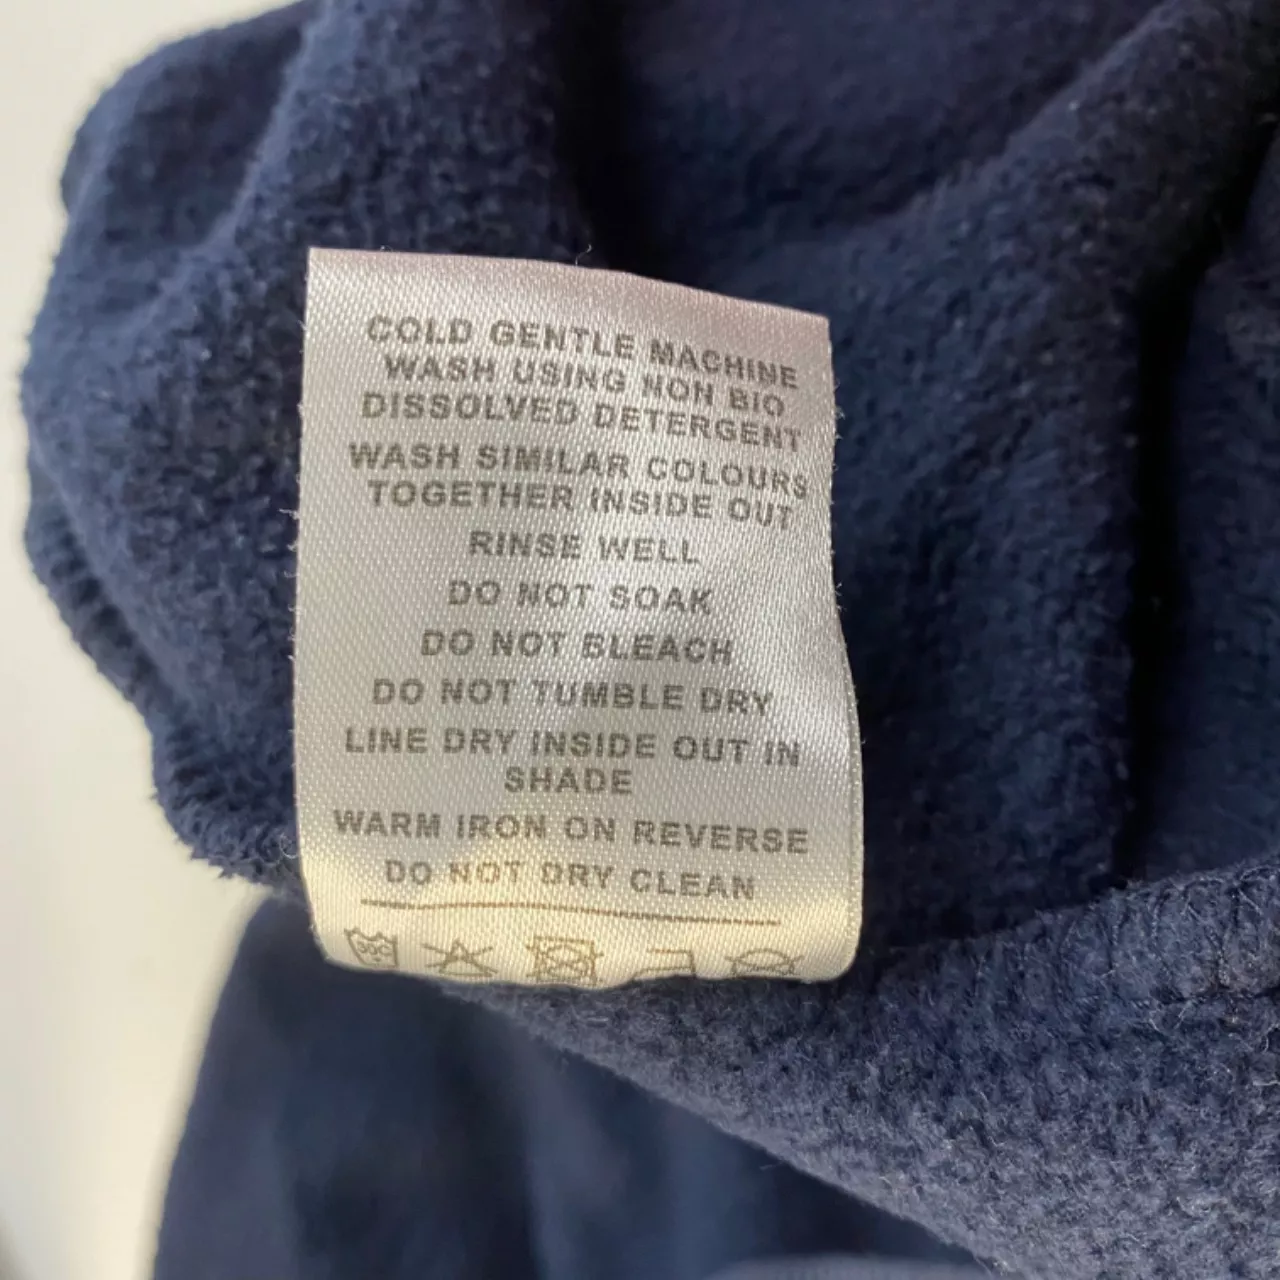 COLD GENTLE MACHINE
WASH USING NON BIO
DISSOLVED DETERGENT
WASH SIMILAR COLOURS
TOGETHER INSIDE OUT
RINSE WELL
DO NOT SOAK
DO NOT BLEACH
DO NOT TUMBLE DRY
LINE DRY INSIDE OUT IN
SHADE
WARM IRON ON REVERSE
DO NOT DRY CLEAN